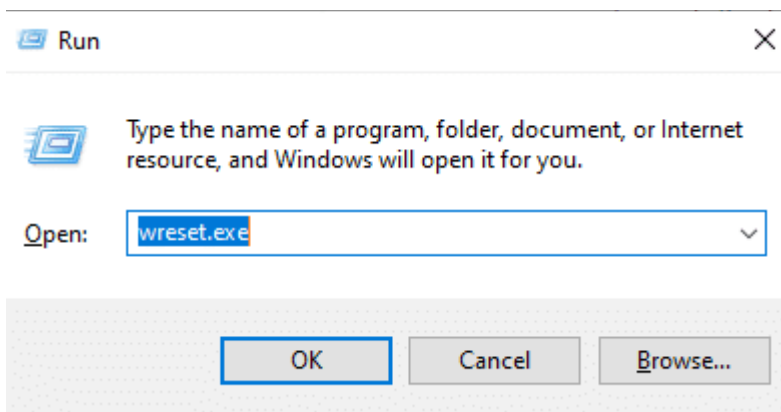 Run
Type the name of a program, folder, document, or Internet
resource, and Windows will open it for you.
Open: wreset.exe
OK Cancel Browse...